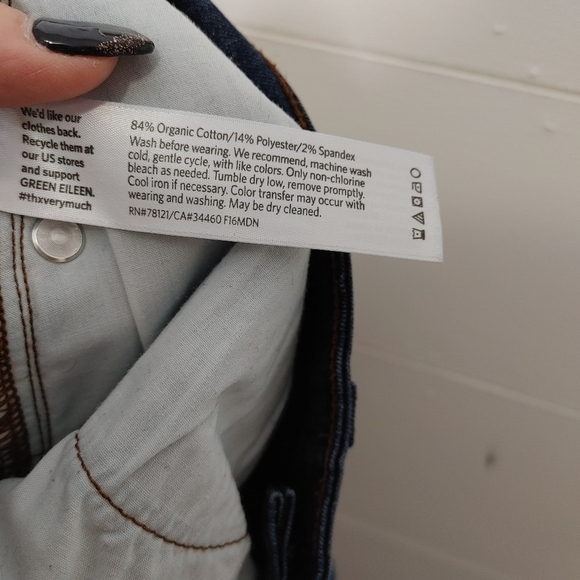 We'd like our
clothes back.
Recycle them at
our US stores
and support
GREEN EILEEN.
#thxverymuch
84% Organic Cotton/14% Polyester/2% Spandex
Wash before wearing. We recommend, machine wash
cold, gentle cycle, with like colors. Only non-chlorine
bleach as needed. Tumble dry low, remove promptly.
Cool iron if necessary. Color transfer may occur with
wearing and washing. May be dry cleaned.
RN#78121/CA#34460 F16MDN